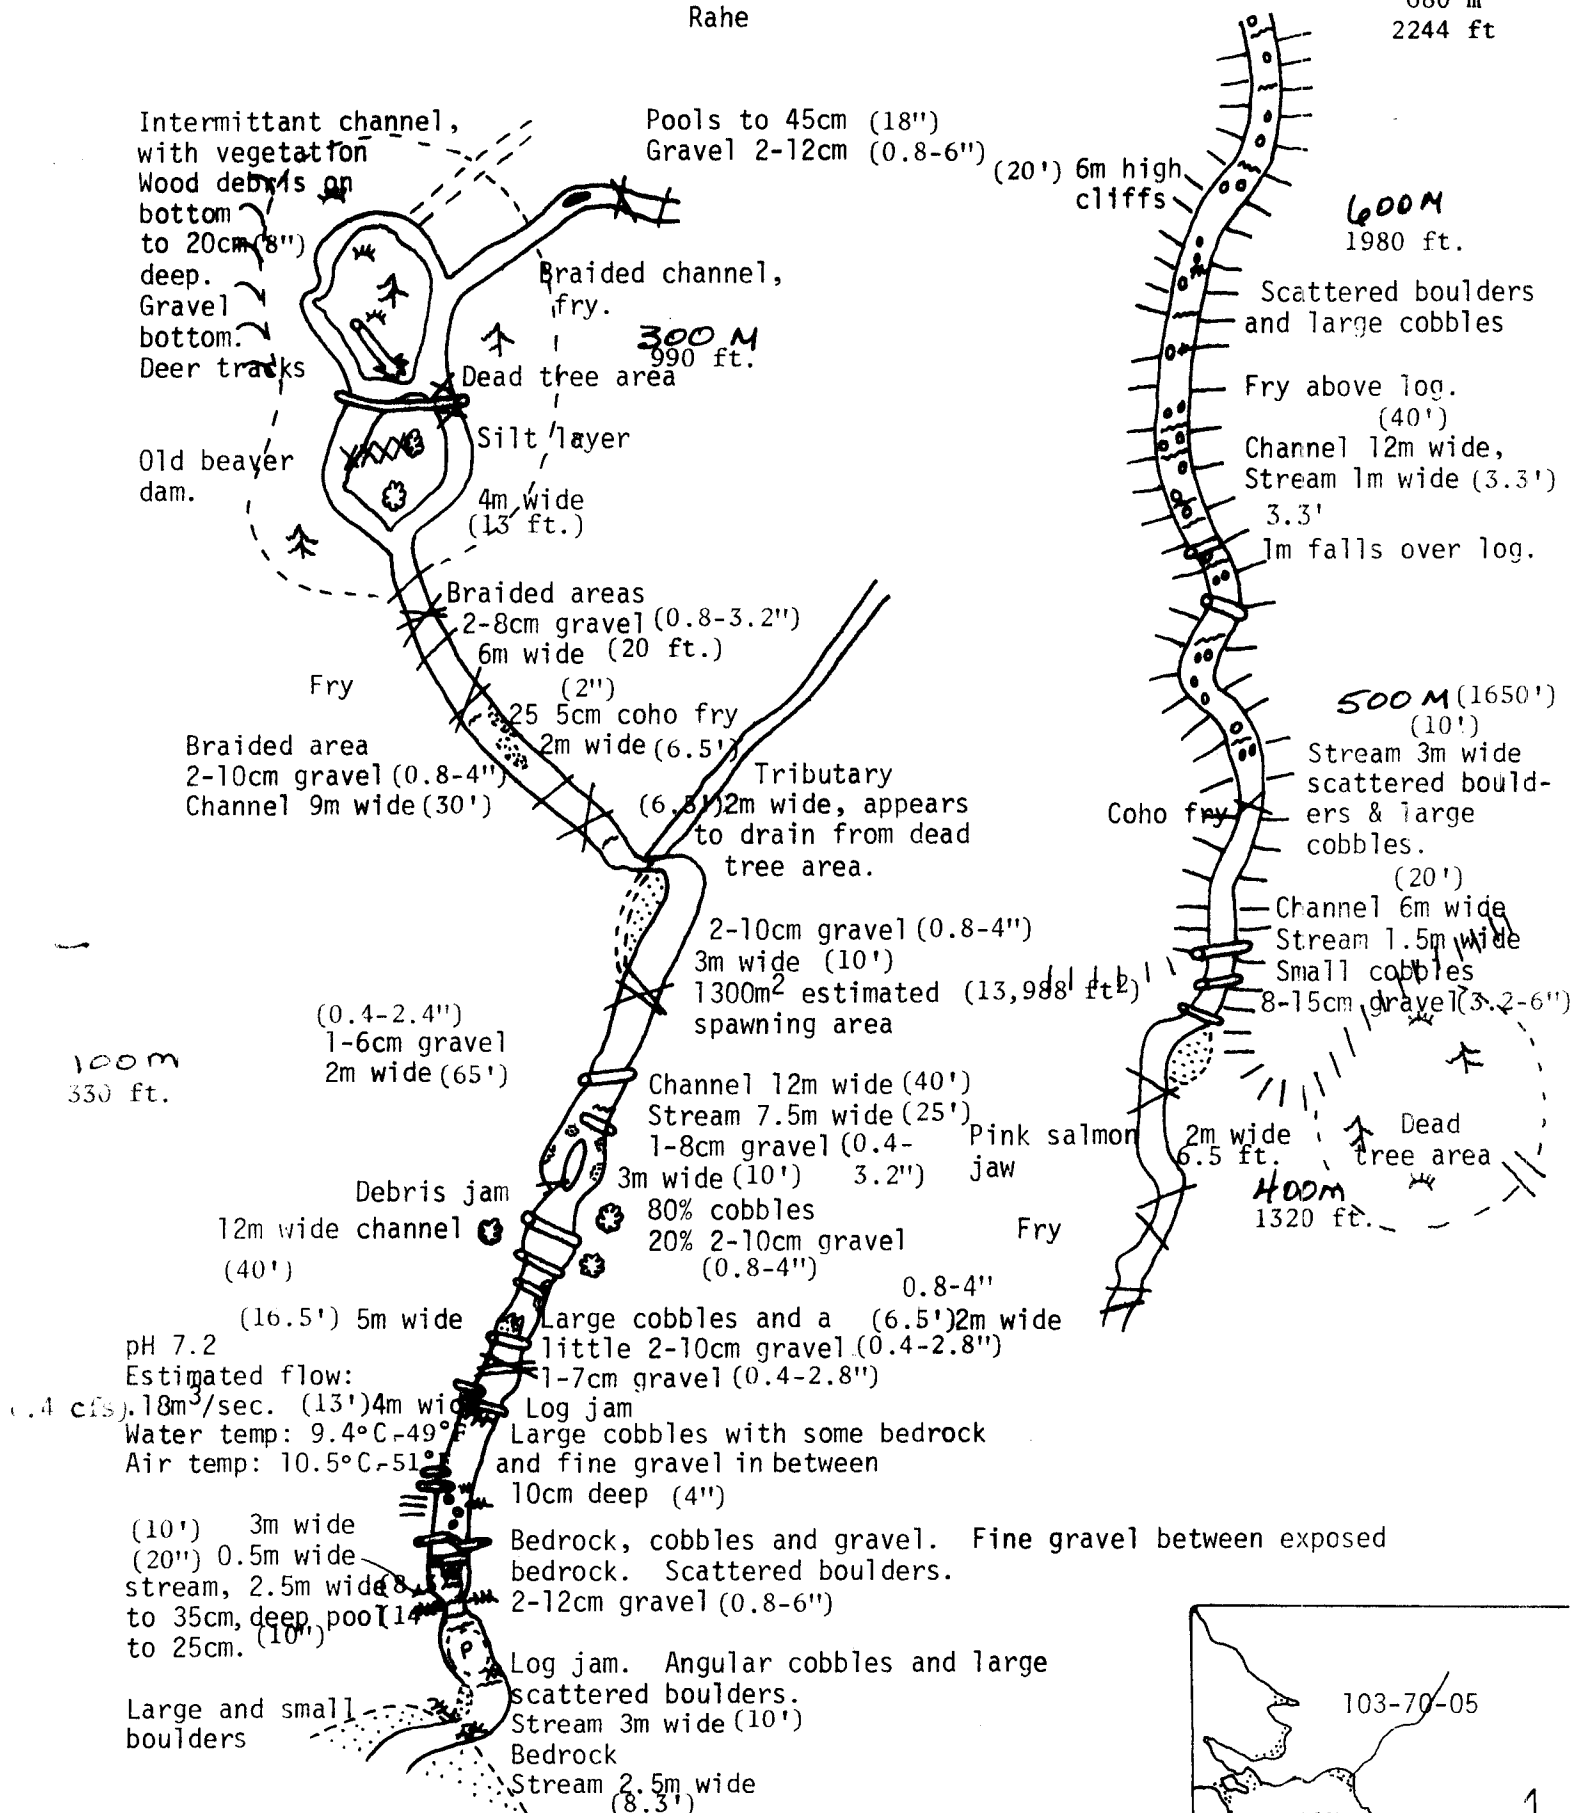 Rahe
680 m
2244 ft
Intermittant channel,
with vegetation
Wood debris on
bottom
to 20cm(8")
deep.
Gravel
bottom.
Deer tracks
Pools to 45cm (18")
Gravel 2-12cm (0.8-6")
(20') 6m high
cliffs
600M
1980 ft.
Braided channel,
fry.
300 M
990 ft.
Scattered boulders
and large cobbles
Dead tree area
Fry above log.
(40')
Channel 12m wide,
Stream 1m wide (3.3')
3.3'
1m falls over log.
Silt layer
Old beaver
dam.
4m wide
(13 ft.)
Braided areas
2-8cm gravel (0.8-3.2")
6m wide (20 ft.)
Fry
(2")
25 5cm coho fry
2m wide (6.5')
Braided area
2-10cm gravel (0.8-4")
Channel 9m wide (30')
Tributary
(6.5')2m wide, appears
to drain from dead
tree area.
500 M (1650')
(10')
Stream 3m wide
scattered bould-
ers & large
cobbles.
Coho fry
(20')
Channel 6m wide
Stream 1.5m wide
Small cobbles
8-15cm gravel(3.2-6")
2-10cm gravel (0.8-4")
3m wide (10')
1300m² estimated (13,988 ft²)
spawning area
(0.4-2.4")
1-6cm gravel
2m wide (65')
100m
330 ft.
Channel 12m wide (40')
Stream 7.5m wide (25')
1-8cm gravel (0.4-
3m wide (10') 3.2")
Pink salmon
jaw
2m wide
6.5 ft.
Dead
tree area
400m
1320 ft.
Debris jam
12m wide channel
(40')
80% cobbles
20% 2-10cm gravel
(0.8-4")
Fry
0.8-4"
(16.5') 5m wide
Large cobbles and a (6.5')2m wide
little 2-10cm gravel (0.4-2.8")
1-7cm gravel (0.4-2.8")
pH 7.2
Estimated flow:
.4 cfs).18m³/sec. (13')4m wide
Water temp: 9.4°C-49°F
Air temp: 10.5°C-51°F
Log jam
Large cobbles with some bedrock
and fine gravel in between
10cm deep (4")
(10') 3m wide
(20") 0.5m wide
stream, 2.5m wide(8
to 35cm, deep pool(14
to 25cm. (10")
Bedrock, cobbles and gravel. Fine gravel between exposed
bedrock. Scattered boulders.
2-12cm gravel (0.8-6")
Large and small
boulders
Log jam. Angular cobbles and large
scattered boulders.
Stream 3m wide (10')
Bedrock
Stream 2.5m wide
(8.3')
103-70-05
1